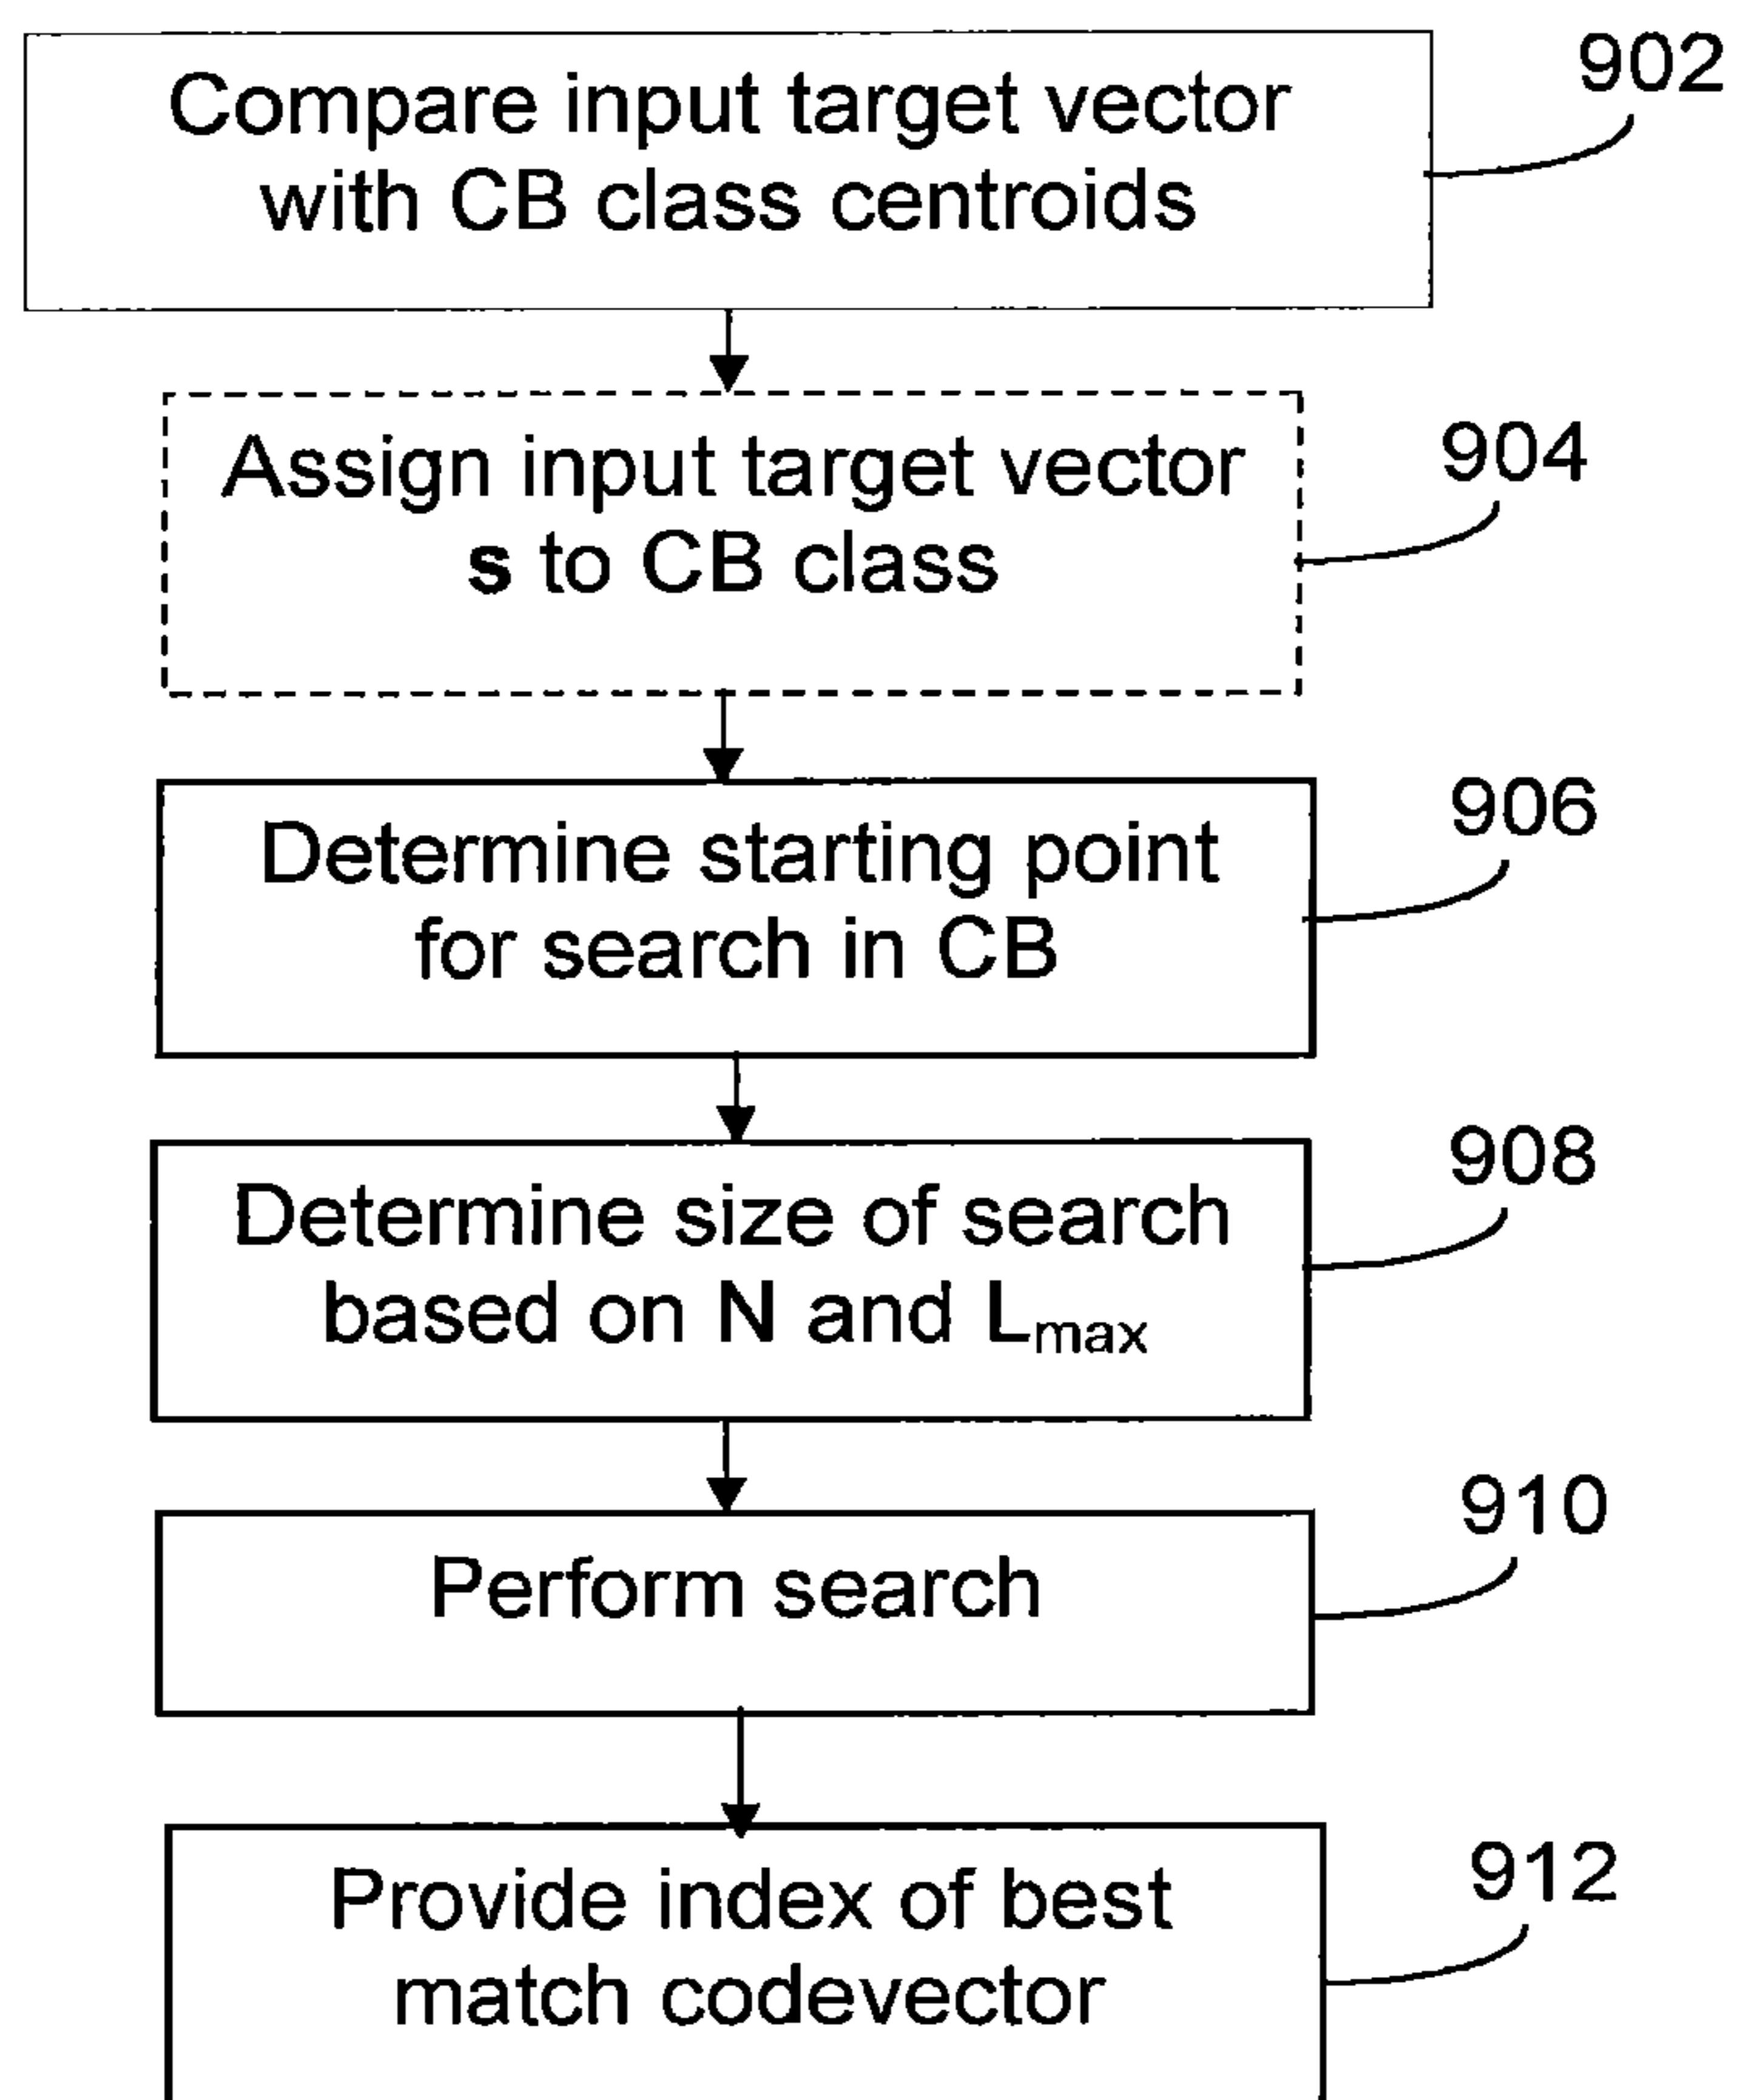 Compare input target vector
with CB class centroids
902
Assign input target vector
s to CB class
904
Determine starting point
for search in CB
906
Determine size of search
based on N and Lmax
908
Perform search
910
Provide index of best
match codevector
912